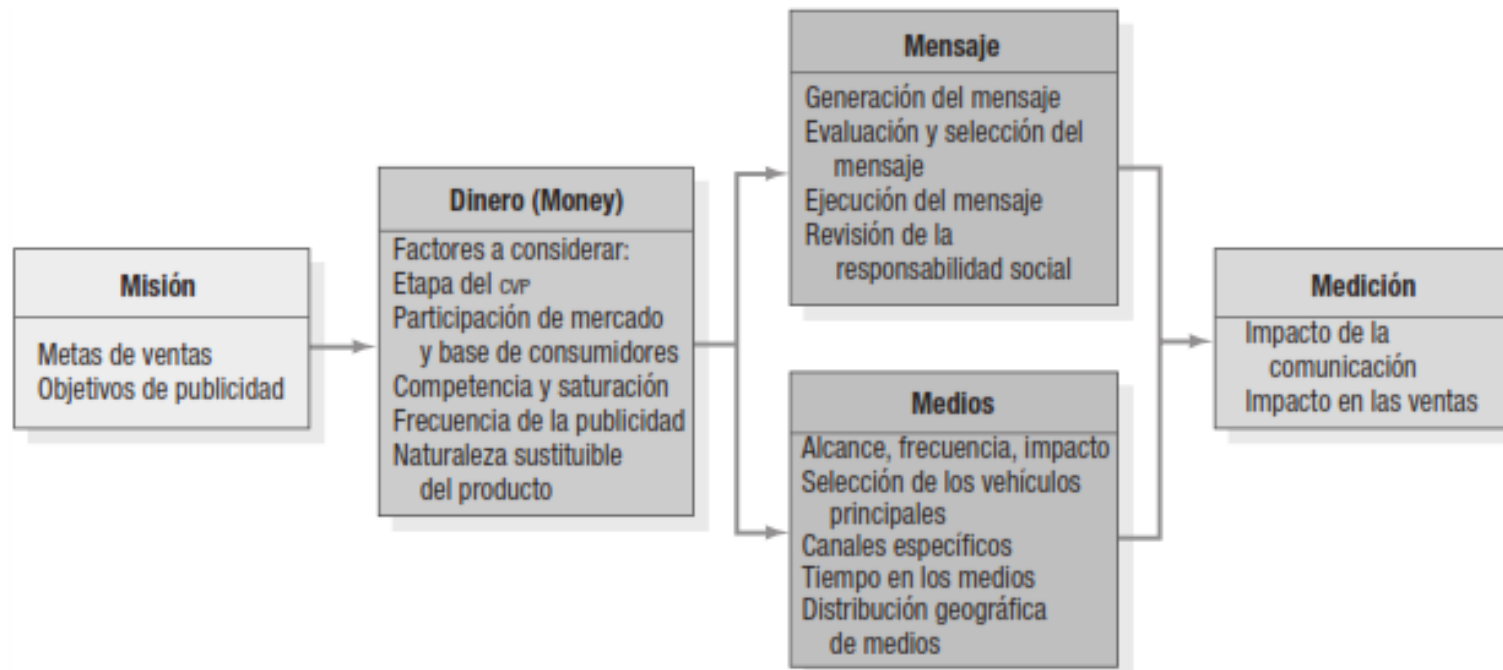 Misión
Metas de ventas
Objetivos de publicidad
Dinero (Money)
Factores a considerar:
Etapa del CVP
Participación de mercado
y base de consumidores
Competencia y saturación
Frecuencia de la publicidad
Naturaleza sustituible
del producto
Mensaje
Generación del mensaje
Evaluación y selección del
mensaje
Ejecución del mensaje
Revisión de la
responsabilidad social
Medios
Alcance, frecuencia, impacto
Selección de los vehículos
principales
Canales específicos
Tiempo en los medios
Distribución geográfica
de medios
Medición
Impacto de la
comunicación
Impacto en las ventas